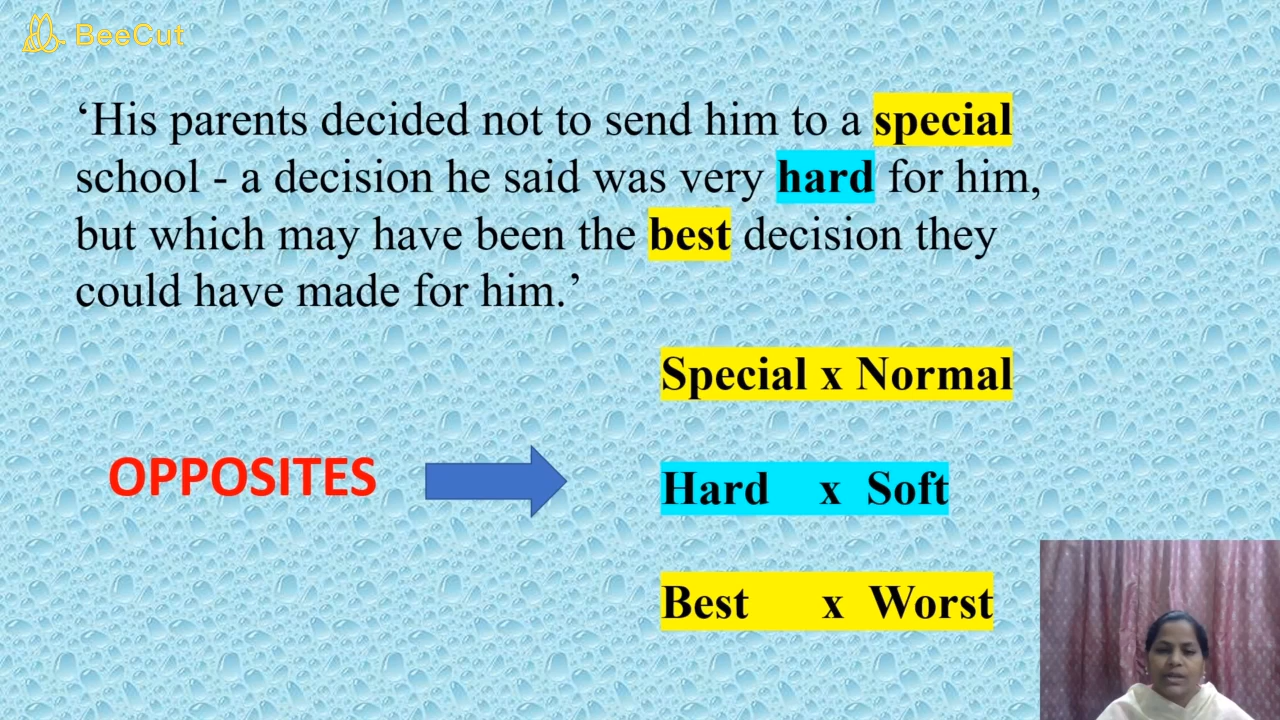 BeeCut
‘His parents decided not to send him to a special
school - a decision he said was very hard for him,
but which may have been the best decision they
could have made for him.’
Special x Normal
OPPOSITES
Hard x Soft
Best x Worst